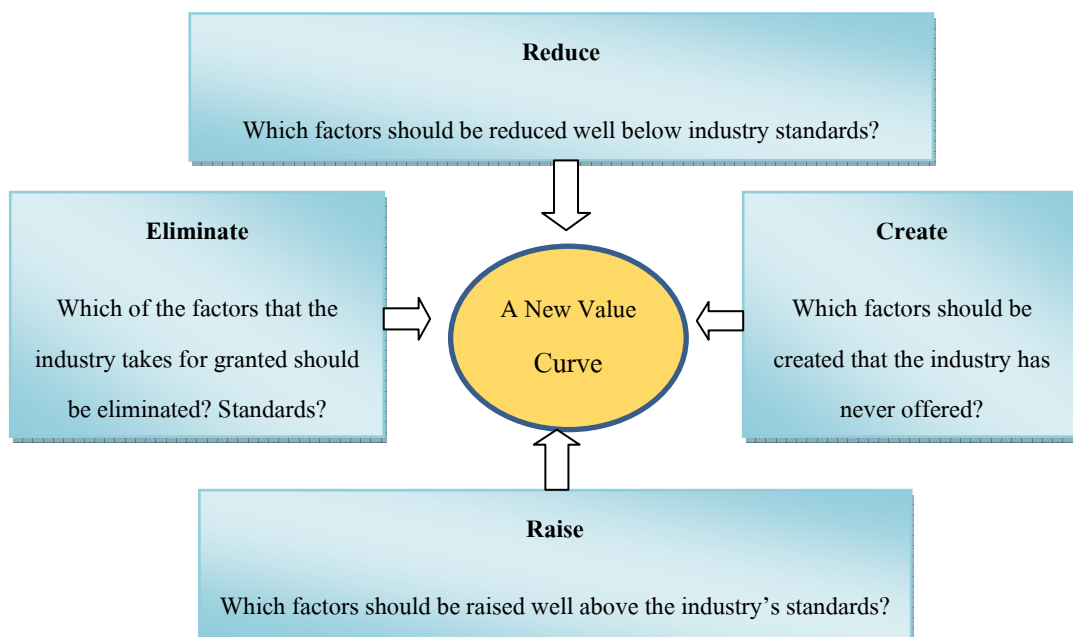 Reduce
Which factors should be reduced well below industry standards?
Eliminate
Which of the factors that the
industry takes for granted should
be eliminated? Standards?
A New Value
Curve
Create
Which factors should be
created that the industry has
never offered?
Raise
Which factors should be raised well above the industry’s standards?